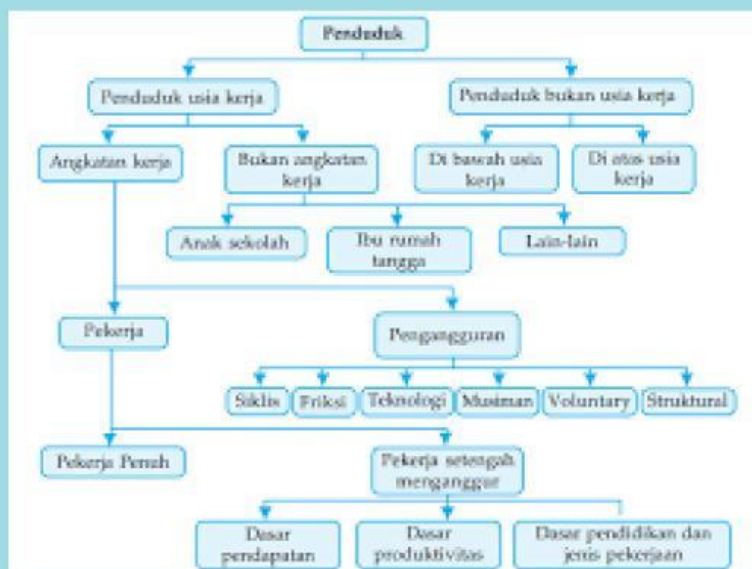 Penduduk
Penduduk usia kerja
Penduduk bukan usia kerja
Angkatan kerja
Bukan angkatan
kerja
Di bawah usia
kerja
Di atas usia
kerja
Anak sekolah
Ibu rumah
tangga
Lain-lain
Pekerja
Pengangguran
Siklis
Friksi
Teknologi
Musiman
Voluntary
Struktural
Pekerja Penuh
Pekerja setengah
menganggur
Dasar
pendapatan
Dasar
produktivitas
Dasar pendidikan dan
jenis pekerjaan